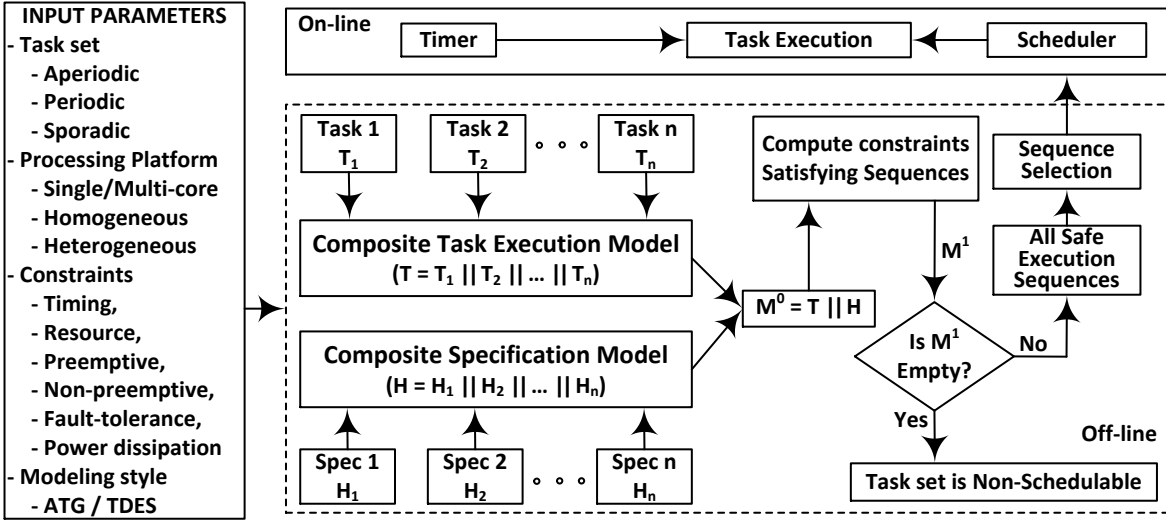 INPUT PARAMETERS
- Task set
- Aperiodic
- Periodic
- Sporadic
- Processing Platform
- Single/Multi-core
- Homogeneous
- Heterogeneous
- Constraints
- Timing,
- Resource,
- Preemptive,
- Non-preemptive,
- Fault-tolerance,
- Power dissipation
- Modeling style
- ATG / TDES
On-line
Timer
Task Execution
Scheduler
Task 1
T₁
Task 2
T₂
Task n
Tₙ
Composite Task Execution Model
(T = T₁ || T₂ || ... || Tₙ)
Composite Specification Model
(H = H₁ || H₂ || ... || Hₙ)
Spec 1
H₁
Spec 2
H₂
Spec n
Hₙ
M⁰ = T || H
Compute constraints
Satisfying Sequences
M¹
Is M¹
Empty?
No
Yes
All Safe
Execution
Sequences
Sequence
Selection
Off-line
Task set is Non-Schedulable